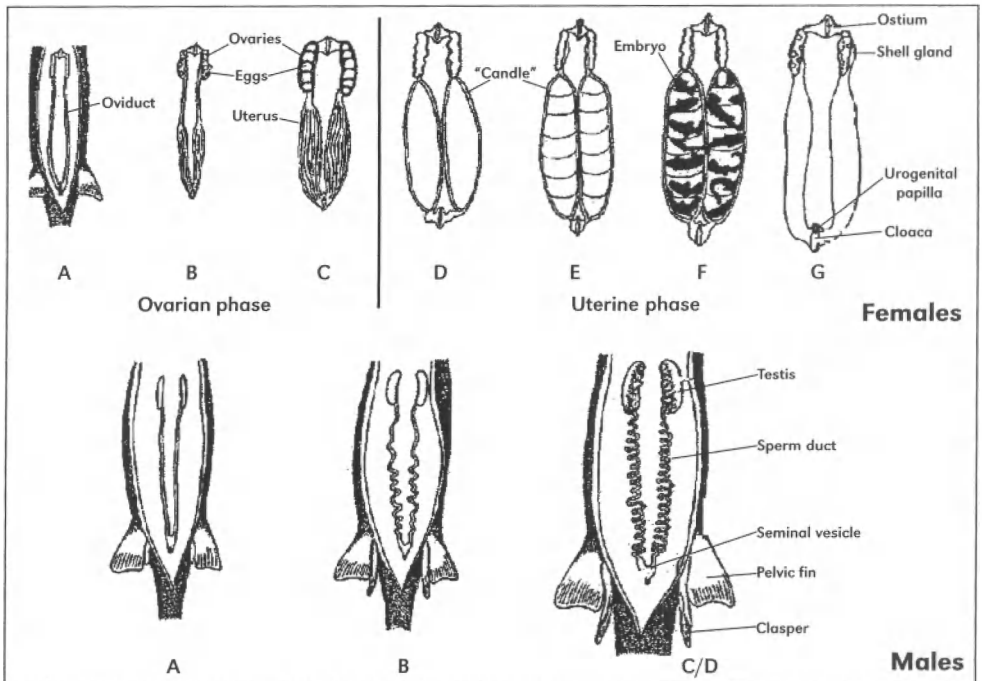 Ovaries
Eggs
Oviduct
Uterus
"Candle"
Embryo
Ostium
Shell gland
Urogenital
papilla
Cloaca
A
B
C
D
E
F
G
Ovarian phase
Uterine phase
Females
Testis
Sperm duct
Seminal vesicle
Pelvic fin
Clasper
A
B
C/D
Males